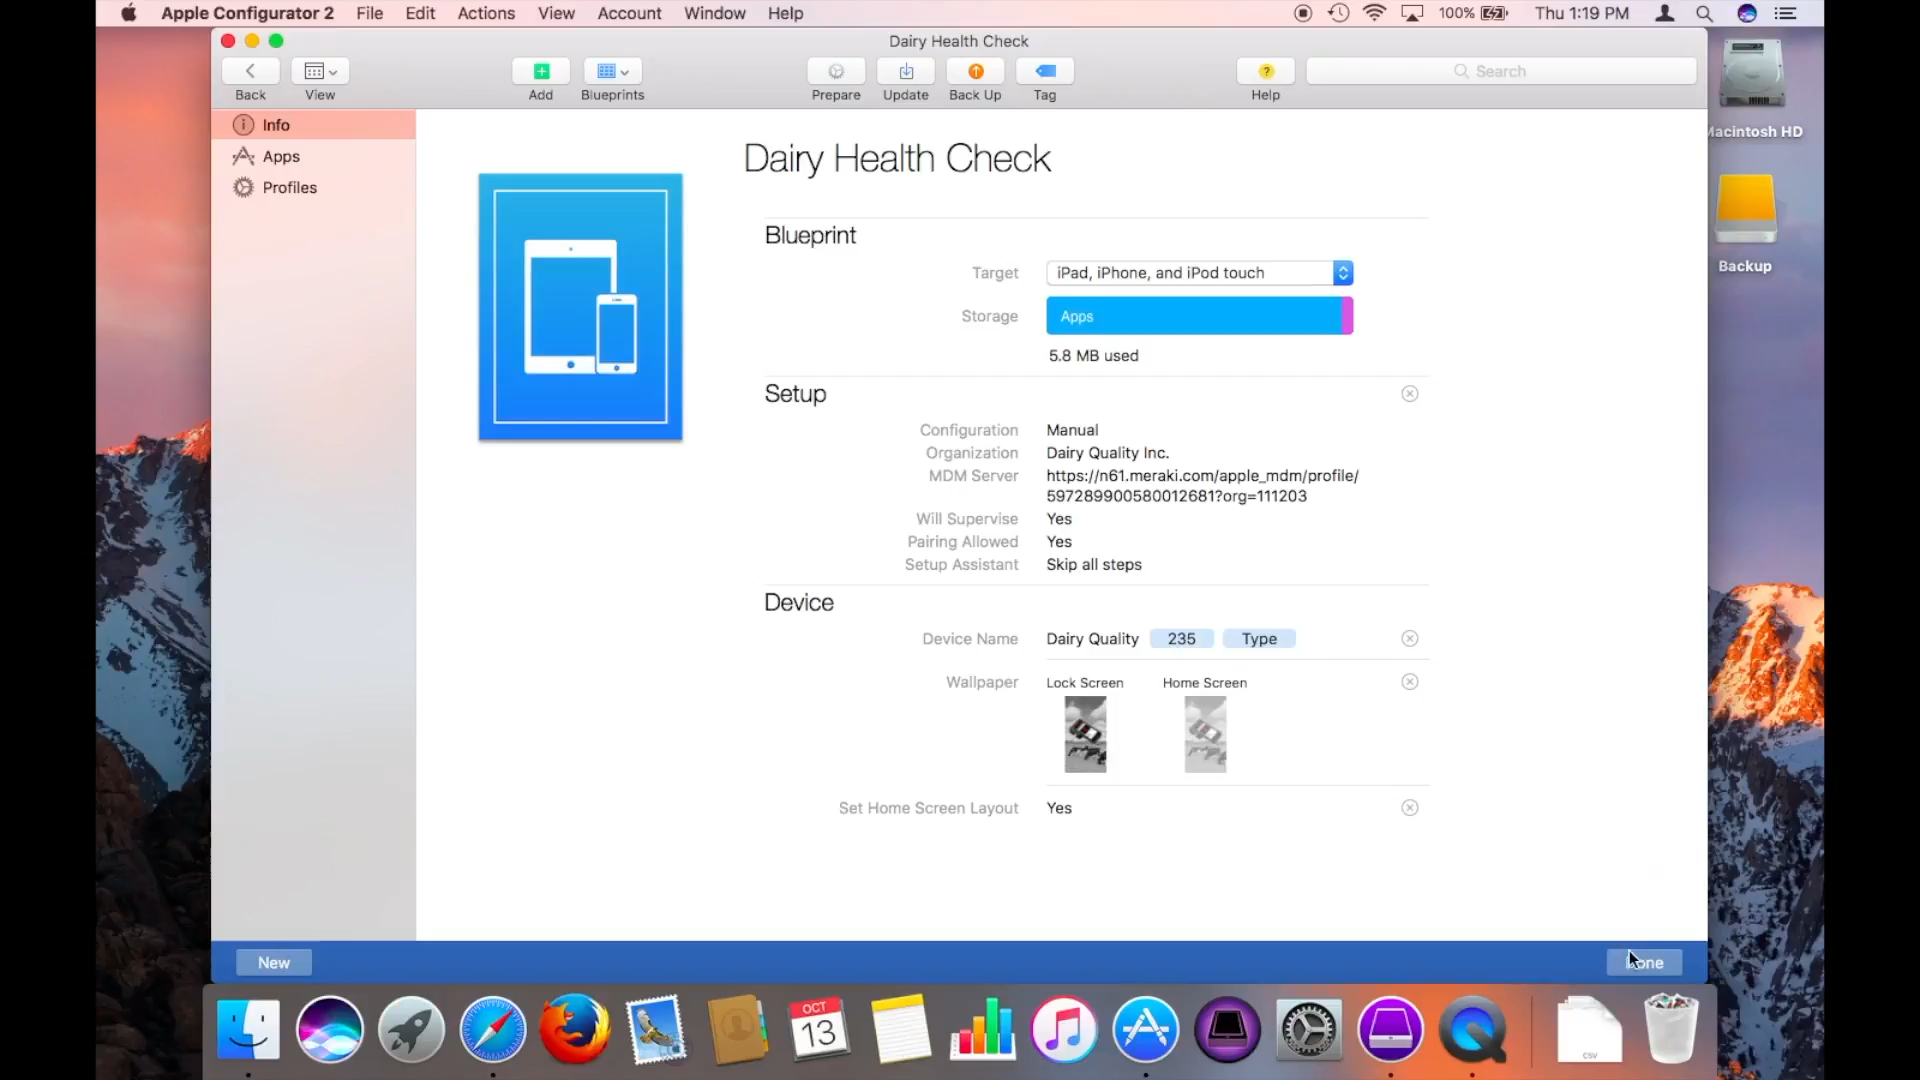 Apple Configurator 2 File Edit Actions View Account Window Help 100% Thu 1:19 PM
Dairy Health Check
Back View Add Blueprints Prepare Update Back Up Tag Help Search
Info
Apps
Profiles
Macintosh HD
Backup
Dairy Health Check
Blueprint
Target iPad, iPhone, and iPod touch
Storage Apps
5.8 MB used
Setup
Configuration Manual
Organization Dairy Quality Inc.
MDM Server https://n61.meraki.com/apple_mdm/profile/
597289900580012681?org=111203
Will Supervise Yes
Pairing Allowed Yes
Setup Assistant Skip all steps
Device
Device Name Dairy Quality 235 Type
Wallpaper Lock Screen Home Screen
Set Home Screen Layout Yes
New Done
OCT
13
CSV